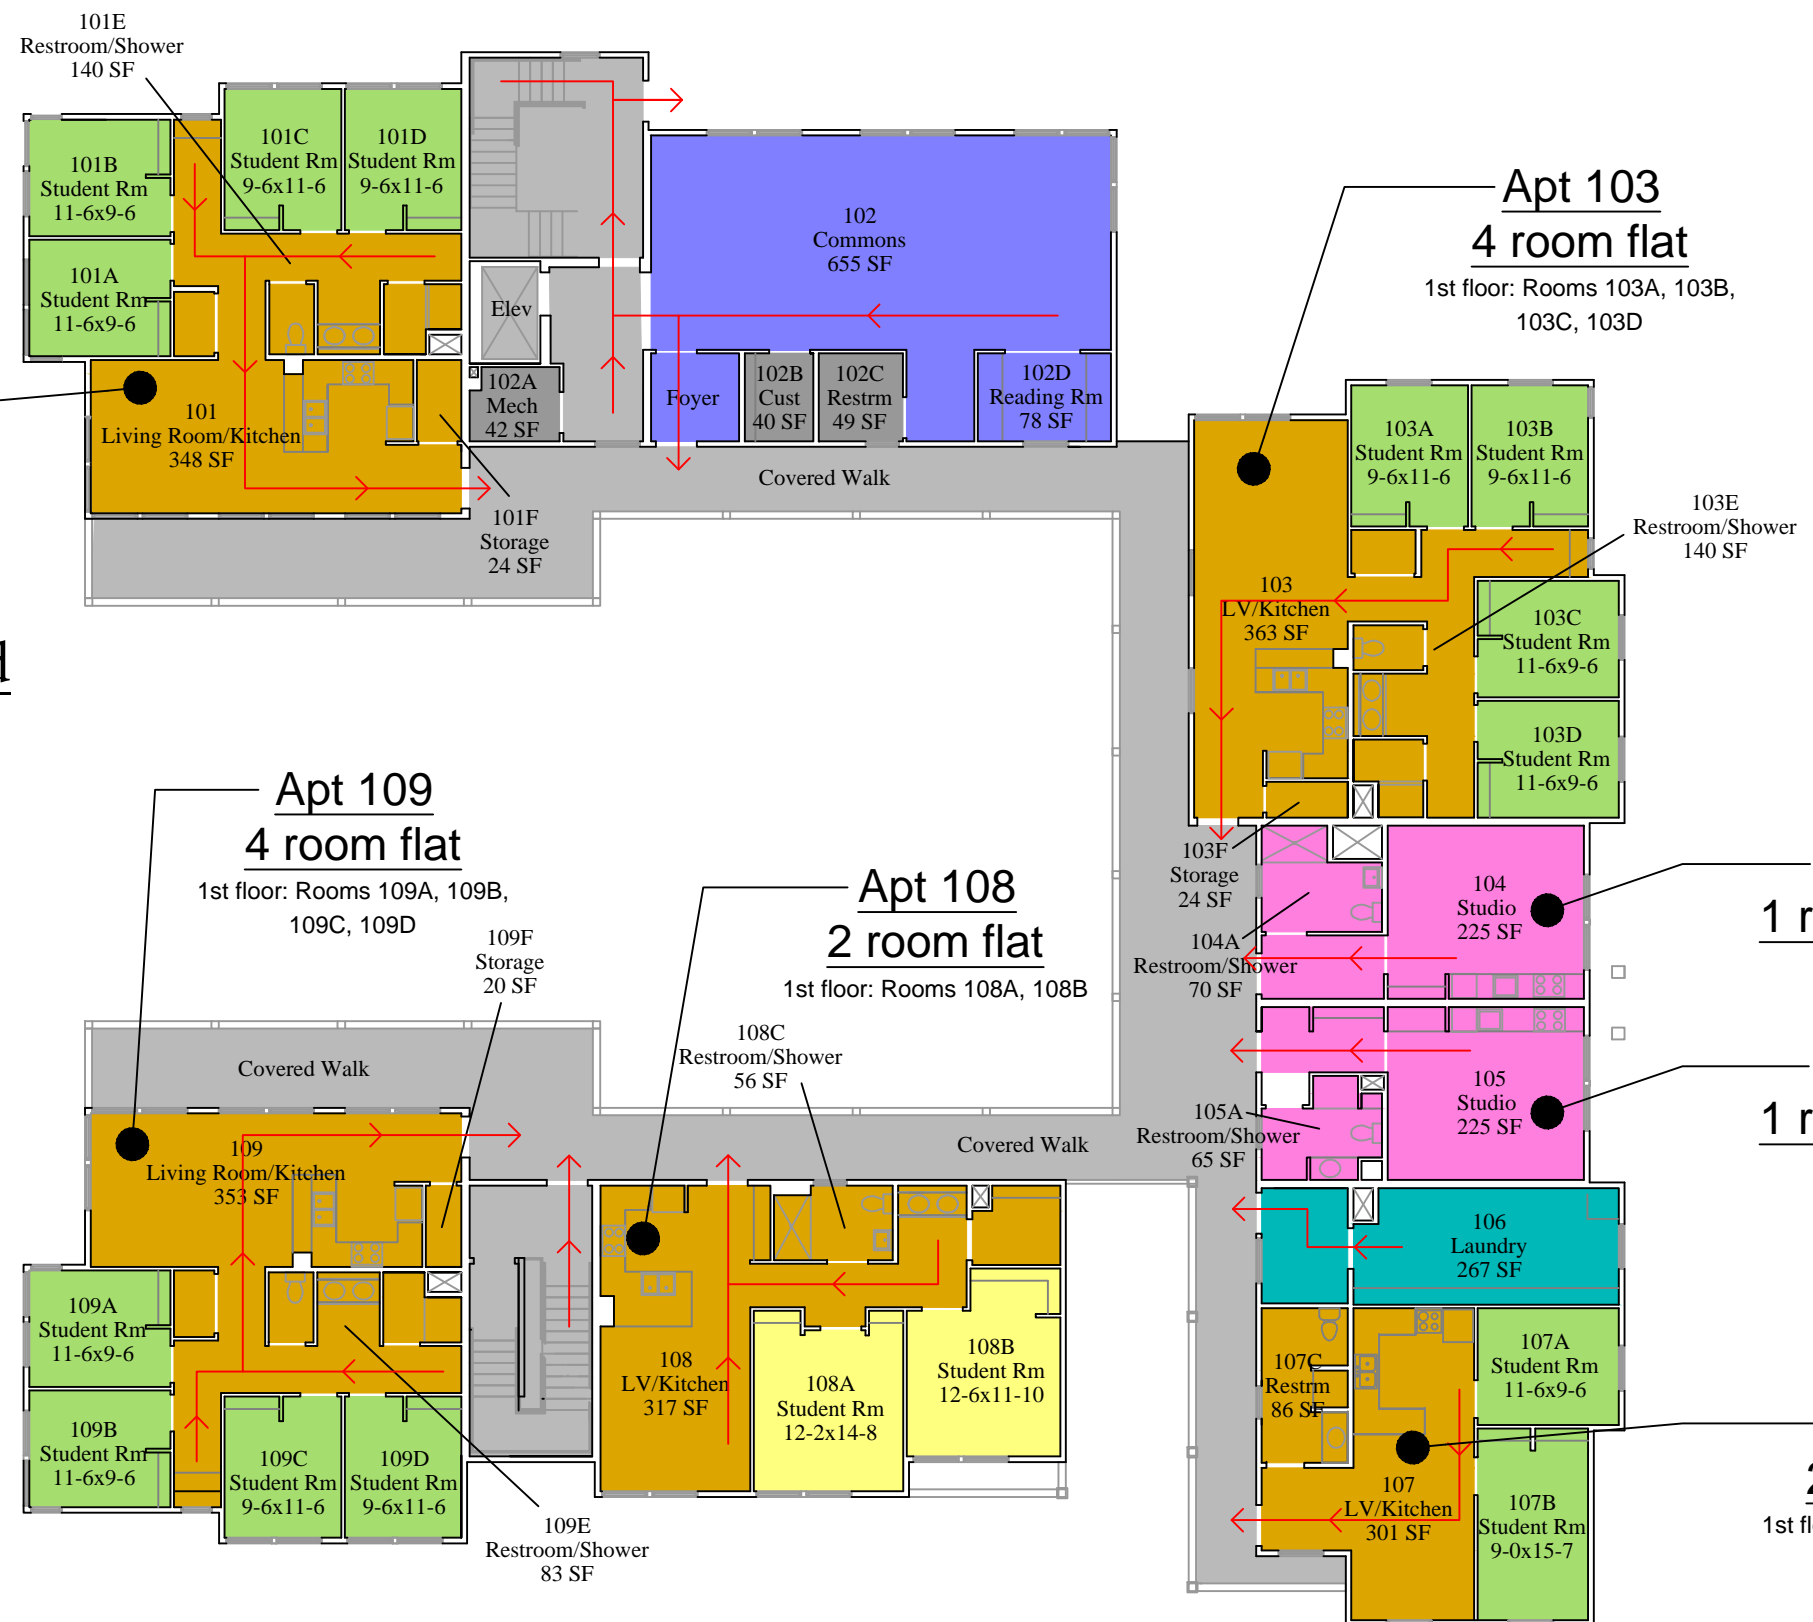 101E
Restroom/Shower
140 SF
101B
Student Rm
11-6x9-6
101C
Student Rm
9-6x11-6
101D
Student Rm
9-6x11-6
101A
Student Rm
11-6x9-6
101
Living Room/Kitchen
348 SF
101F
Storage
24 SF
Elev
102A
Mech
42 SF
102
Commons
655 SF
Foyer
102B
Cust
40 SF
102C
Restrm
49 SF
102D
Reading Rm
78 SF
Covered Walk
Apt 103
4 room flat
1st floor: Rooms 103A, 103B,
103C, 103D
103A
Student Rm
9-6x11-6
103B
Student Rm
9-6x11-6
103E
Restroom/Shower
140 SF
103
LV/Kitchen
363 SF
103C
Student Rm
11-6x9-6
103D
Student Rm
11-6x9-6
103F
Storage
24 SF
104
Studio
225 SF
104A
Restroom/Shower
70 SF
1 r
105
Studio
225 SF
105A
Restroom/Shower
65 SF
1 r
106
Laundry
267 SF
107A
Student Rm
11-6x9-6
107C
Restrm
86 SF
107
LV/Kitchen
301 SF
107B
Student Rm
9-0x15-7
2
1st fl
Apt 109
4 room flat
1st floor: Rooms 109A, 109B,
109C, 109D
109F
Storage
20 SF
Apt 108
2 room flat
1st floor: Rooms 108A, 108B
108C
Restroom/Shower
56 SF
Covered Walk
Covered Walk
109
Living Room/Kitchen
353 SF
109A
Student Rm
11-6x9-6
109B
Student Rm
11-6x9-6
109C
Student Rm
9-6x11-6
109D
Student Rm
9-6x11-6
109E
Restroom/Shower
83 SF
108
LV/Kitchen
317 SF
108A
Student Rm
12-2x14-8
108B
Student Rm
12-6x11-10